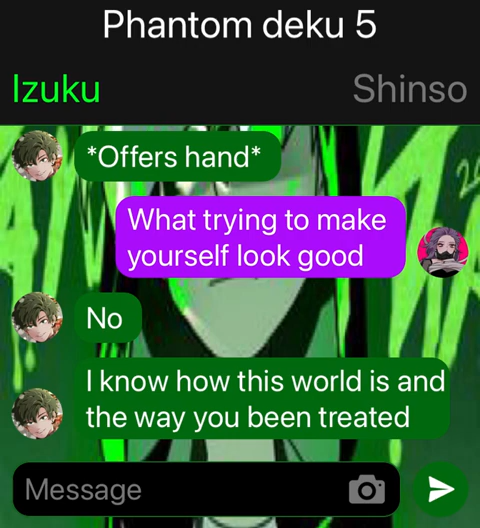 Phantom deku 5
Izuku
Shinso
*Offers hand*
What trying to make
yourself look good
No
I know how this world is and
the way you been treated
Message